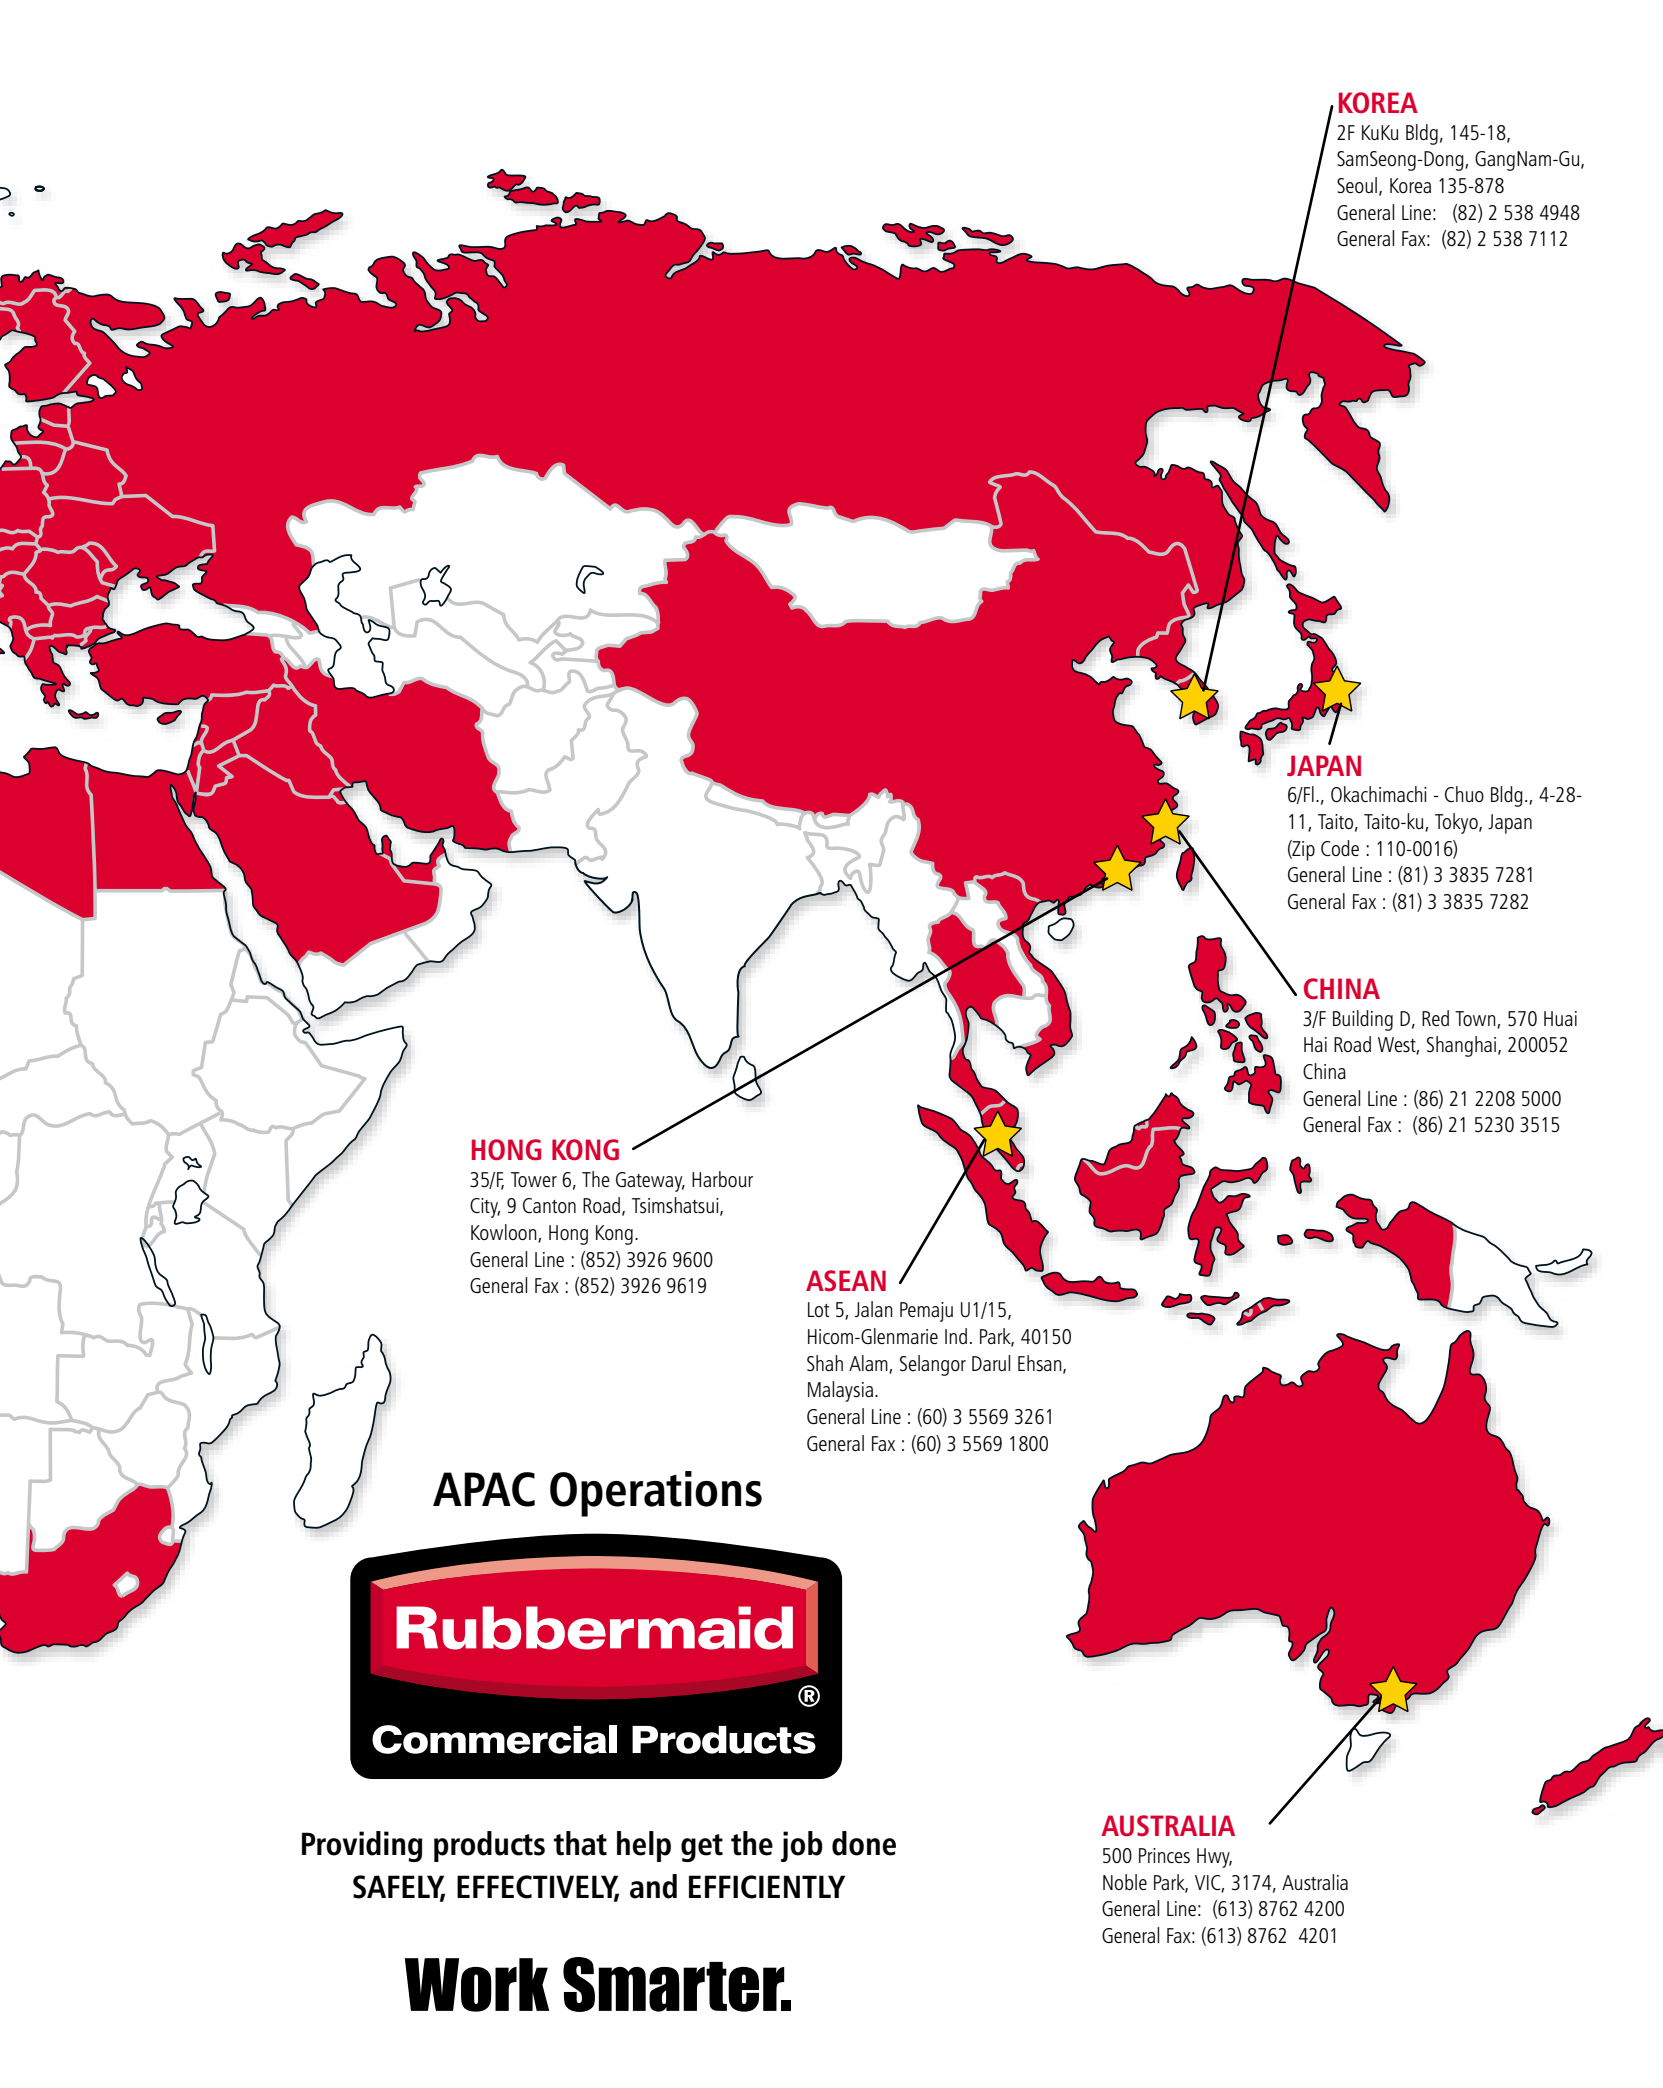 KOREA
2F KuKu Bldg, 145-18,
SamSeong-Dong, GangNam-Gu,
Seoul, Korea 135-878
General Line: (82) 2 538 4948
General Fax: (82) 2 538 7112
JAPAN
6/Fl., Okachimachi - Chuo Bldg., 4-28-
11, Taito, Taito-ku, Tokyo, Japan
(Zip Code : 110-0016)
General Line : (81) 3 3835 7281
General Fax : (81) 3 3835 7282
CHINA
3/F Building D, Red Town, 570 Huai
Hai Road West, Shanghai, 200052
China
General Line : (86) 21 2208 5000
General Fax : (86) 21 5230 3515
HONG KONG
35/F, Tower 6, The Gateway, Harbour
City, 9 Canton Road, Tsimshatsui,
Kowloon, Hong Kong.
General Line : (852) 3926 9600
General Fax : (852) 3926 9619
ASEAN
Lot 5, Jalan Pemaju U1/15,
Hicom-Glenmarie Ind. Park, 40150
Shah Alam, Selangor Darul Ehsan,
Malaysia.
General Line : (60) 3 5569 3261
General Fax : (60) 3 5569 1800
APAC Operations
Rubbermaid
®
Commercial Products
Providing products that help get the job done
SAFELY, EFFECTIVELY, and EFFICIENTLY
Work Smarter.
AUSTRALIA
500 Princes Hwy,
Noble Park, VIC, 3174, Australia
General Line: (613) 8762 4200
General Fax: (613) 8762 4201